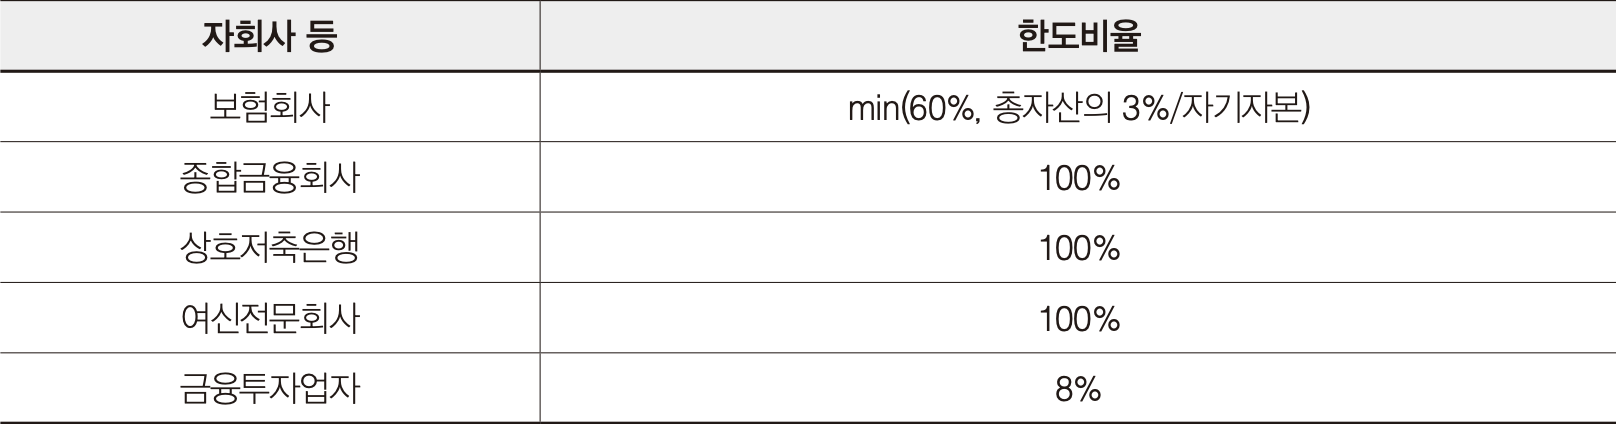 자회사 등 한도비율
보험회사 min(60%, 총자산의 3%/자기자본)
종합금융회사 100%
상호저축은행 100%
여신전문회사 100%
금융투자업자 8%